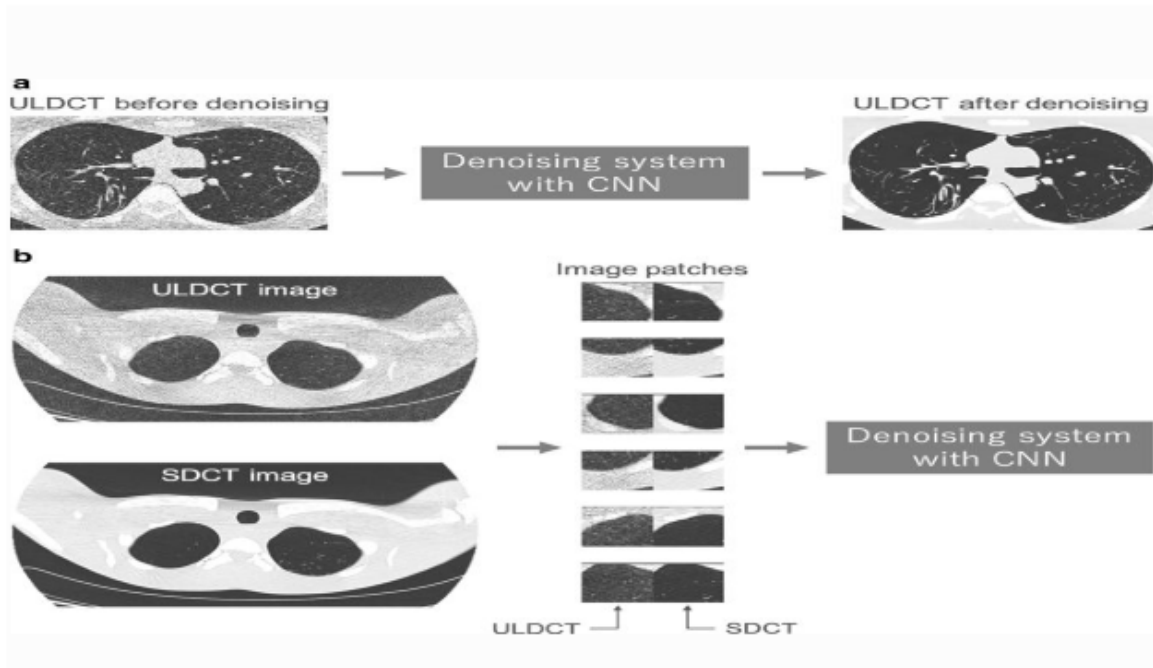 a
ULDCT before denoising
ULDCT after denoising
Denoising system
with CNN
b
ULDCT image
Image patches
SDCT image
Denoising system
with CNN
ULDCT
SDCT